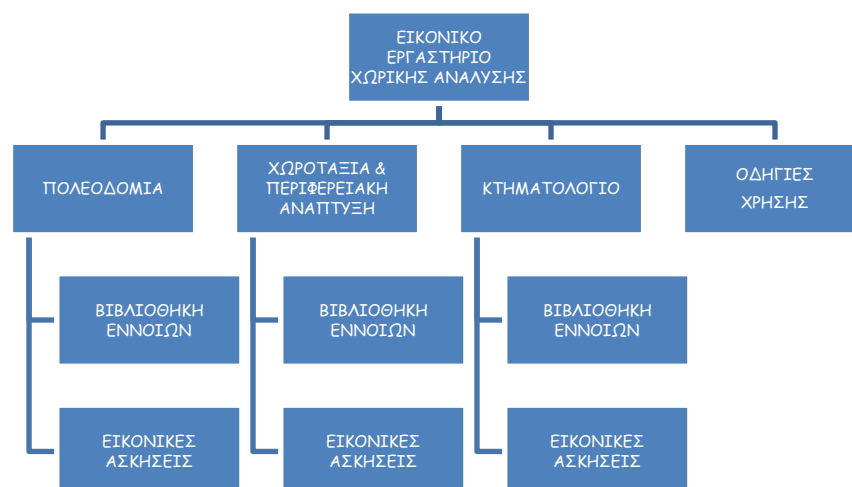 ΕΙΚΟΝΙΚΟ
ΕΡΓΑΣΤΗΡΙΟ
ΧΩΡΙΚΗΣ ΑΝΑΛΥΣΗΣ
ΠΟΛΕΟΔΟΜΙΑ
ΧΩΡΟΤΑΞΙΑ &
ΠΕΡΙΦΕΡΕΙΑΚΗ
ΑΝΑΠΤΥΞΗ
ΚΤΗΜΑΤΟΛΟΓΙΟ
ΟΔΗΓΙΕΣ
ΧΡΗΣΗΣ
ΒΙΒΛΙΟΘΗΚΗ
ΕΝΝΟΙΩΝ
ΒΙΒΛΙΟΘΗΚΗ
ΕΝΝΟΙΩΝ
ΒΙΒΛΙΟΘΗΚΗ
ΕΝΝΟΙΩΝ
ΕΙΚΟΝΙΚΕΣ
ΑΣΚΗΣΕΙΣ
ΕΙΚΟΝΙΚΕΣ
ΑΣΚΗΣΕΙΣ
ΕΙΚΟΝΙΚΕΣ
ΑΣΚΗΣΕΙΣ